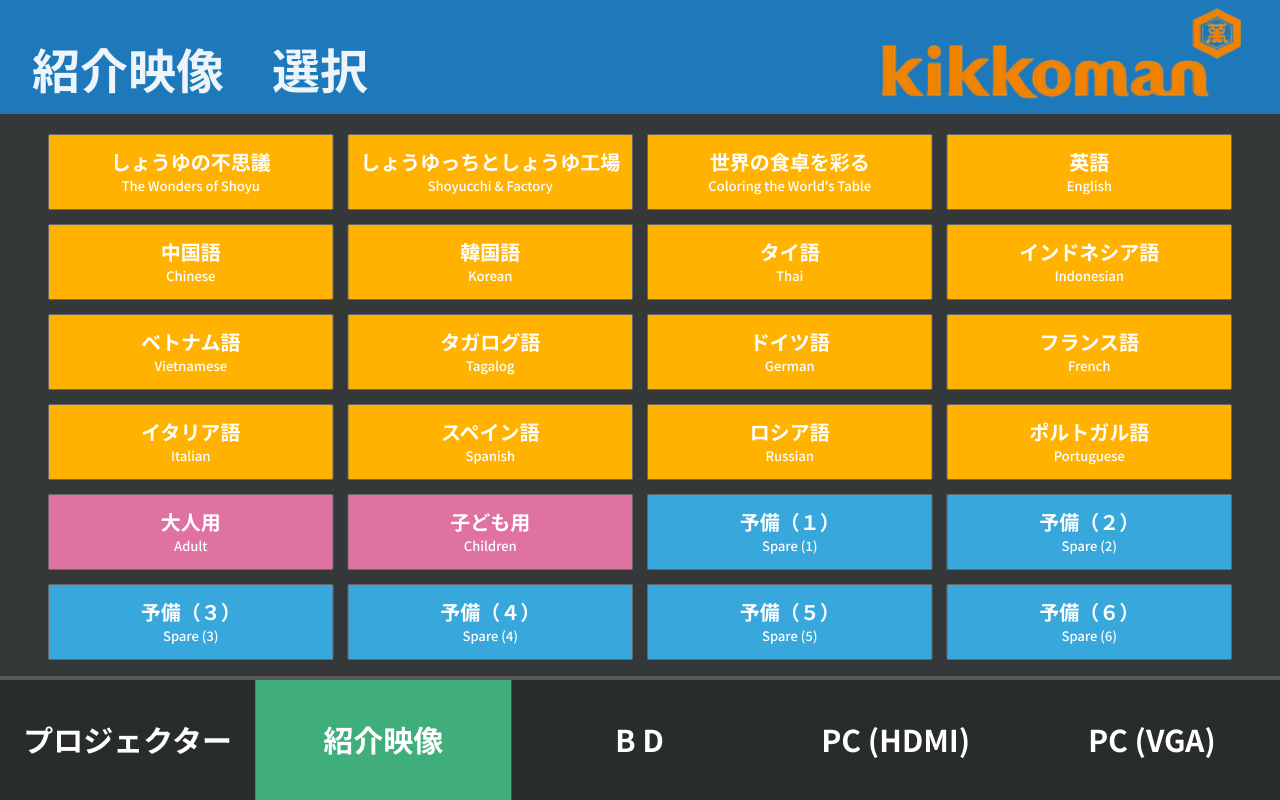 紹介映像　選択
kikkoman
萬
しょうゆの不思議
The Wonders of Shoyu
しょうゆっちとしょうゆ工場
Shoyucchi & Factory
世界の食卓を彩る
Coloring the World's Table
英語
English
中国語
Chinese
韓国語
Korean
タイ語
Thai
インドネシア語
Indonesian
ベトナム語
Vietnamese
タガログ語
Tagalog
ドイツ語
German
フランス語
French
イタリア語
Italian
スペイン語
Spanish
ロシア語
Russian
ポルトガル語
Portuguese
大人用
Adult
子ども用
Children
予備（１）
Spare (1)
予備（２）
Spare (2)
予備（３）
Spare (3)
予備（４）
Spare (4)
予備（５）
Spare (5)
予備（６）
Spare (6)
プロジェクター
紹介映像
ＢＤ
PC (HDMI)
PC (VGA)